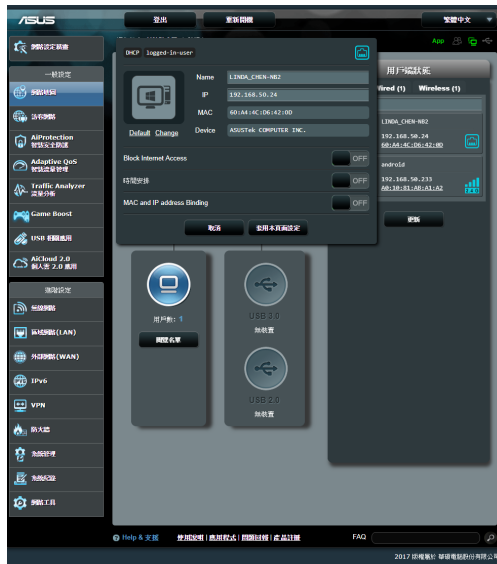 ASUS
登出
重新開機
繁體中文
App
網路設定精靈
一般設定
網路狀圖
訪客網路
AiProtection
智慧安全防護
Adaptive QoS
智慧流量管理
Traffic Analyzer
流量分析
Game Boost
USB 相關應用
AiCloud 2.0
個人雲 2.0 應用
進階設定
無線網路
區域網路(LAN)
外部網路(WAN)
IPv6
VPN
防火牆
系統管理
系統紀錄
網路工具
DHCP logged-in-user
Name LINDA_CHEN-NB2
IP 192.168.50.24
MAC 60:A4:4C:D6:42:0D
Device ASUSTek COMPUTER INC.
Default Change
Block Internet Access OFF
時間安排 OFF
MAC and IP address Binding OFF
取消 套用本頁面設定
用戶數: 1
閱覽名單
USB 3.0
無裝置
USB 2.0
無裝置
用戶端狀態
Wired (1) Wireless (1)
LINDA_CHEN-NB2
192.168.50.24
60:A4:4C:D6:42:0D
android
192.168.50.233
A0:10:81:A8:A1:A2
更新
Help & 支援 使用說明 | 應用程式 | 問題回報 | 產品註冊 FAQ
2017 版權屬於 華碩電腦股份有限公司